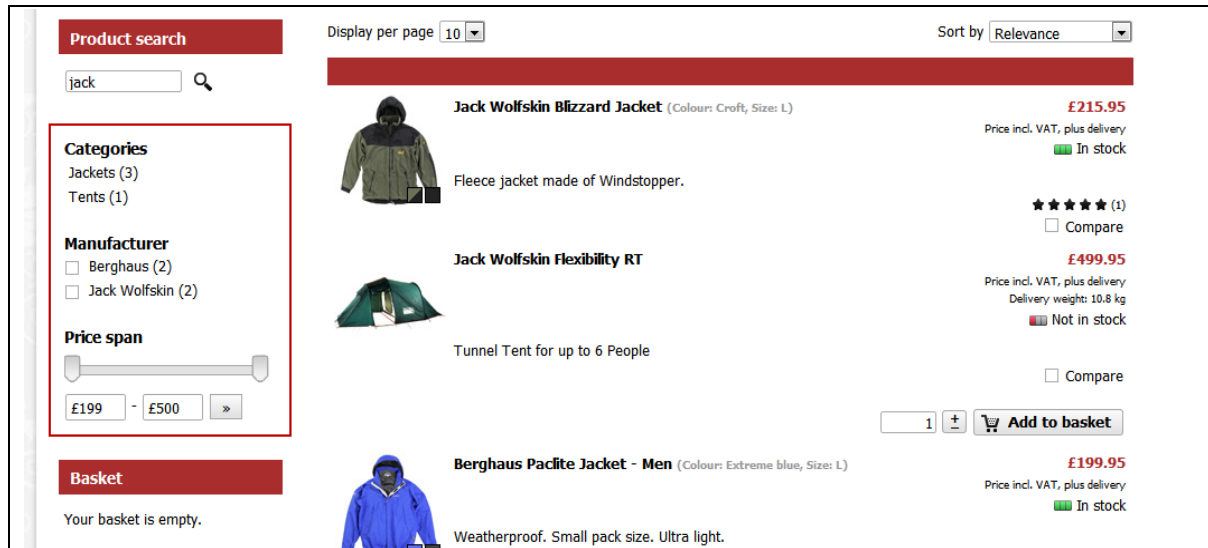 Product search
jack
Categories
Jackets (3)
Tents (1)
Manufacturer
Berghaus (2)
Jack Wolfskin (2)
Price span
£199 - £500 »
Basket
Your basket is empty.
Display per page 10
Sort by Relevance
Jack Wolfskin Blizzard Jacket (Colour: Croft, Size: L)
£215.95
Price incl. VAT, plus delivery
In stock
Fleece jacket made of Windstopper.
(1)
Compare
Jack Wolfskin Flexibility RT
£499.95
Price incl. VAT, plus delivery
Delivery weight: 10.8 kg
Not in stock
Tunnel Tent for up to 6 People
Compare
1 ± Add to basket
Berghaus Paclite Jacket - Men (Colour: Extreme blue, Size: L)
£199.95
Price incl. VAT, plus delivery
In stock
Weatherproof. Small pack size. Ultra light.